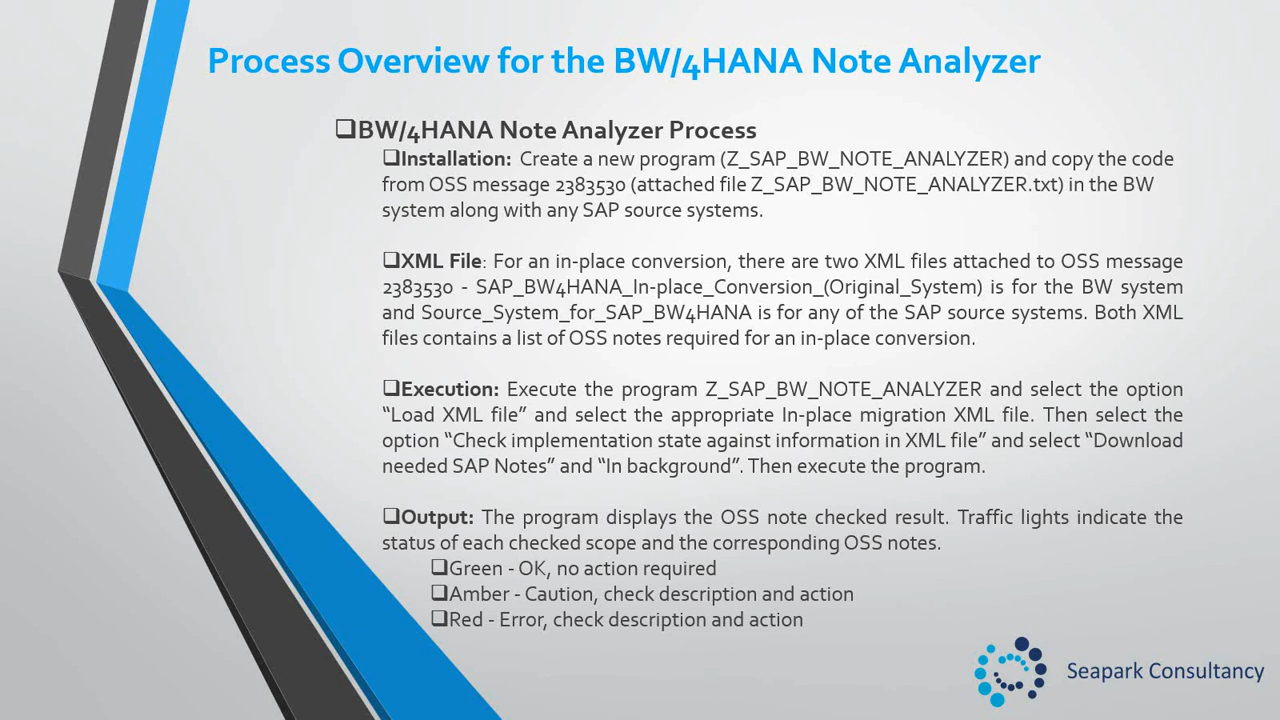 Process Overview for the BW/4HANA Note Analyzer
❑BW/4HANA Note Analyzer Process
❑Installation: Create a new program (Z_SAP_BW_NOTE_ANALYZER) and copy the code
from OSS message 2383530 (attached file Z_SAP_BW_NOTE_ANALYZER.txt) in the BW
system along with any SAP source systems.
❑XML File: For an in-place conversion, there are two XML files attached to OSS message
2383530 - SAP_BW4HANA_In-place_Conversion_(Original_System) is for the BW system
and Source_System_for_SAP_BW4HANA is for any of the SAP source systems. Both XML
files contains a list of OSS notes required for an in-place conversion.
❑Execution: Execute the program Z_SAP_BW_NOTE_ANALYZER and select the option
“Load XML file” and select the appropriate In-place migration XML file. Then select the
option “Check implementation state against information in XML file” and select “Download
needed SAP Notes” and “In background”. Then execute the program.
❑Output: The program displays the OSS note checked result. Traffic lights indicate the
status of each checked scope and the corresponding OSS notes.
❑Green - OK, no action required
❑Amber - Caution, check description and action
❑Red - Error, check description and action
Seapark Consultancy